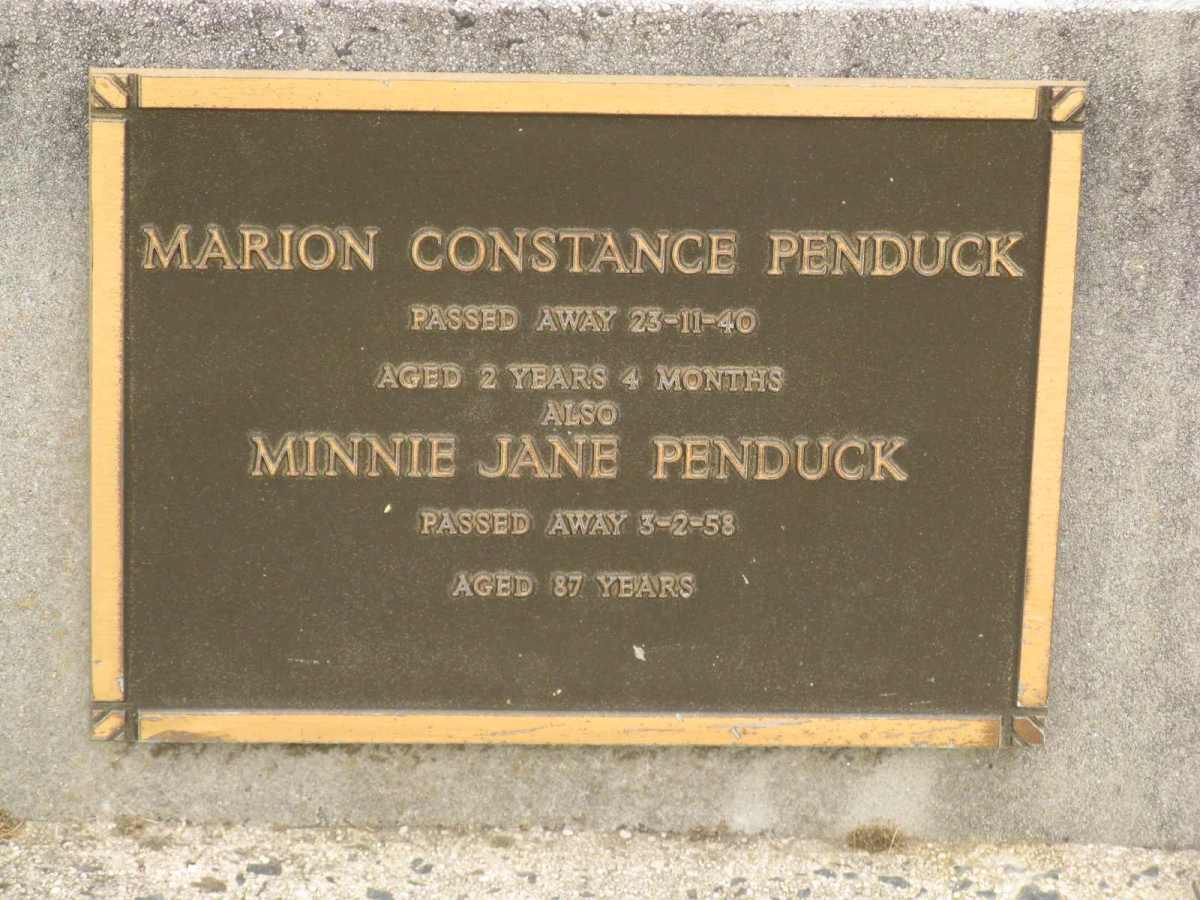 MARION CONSTANCE PENDUCK
PASSED AWAY 23-11-40
AGED 2 YEARS 4 MONTHS
ALSO
MINNIE JANE PENDUCK
PASSED AWAY 3-2-58
AGED 87 YEARS